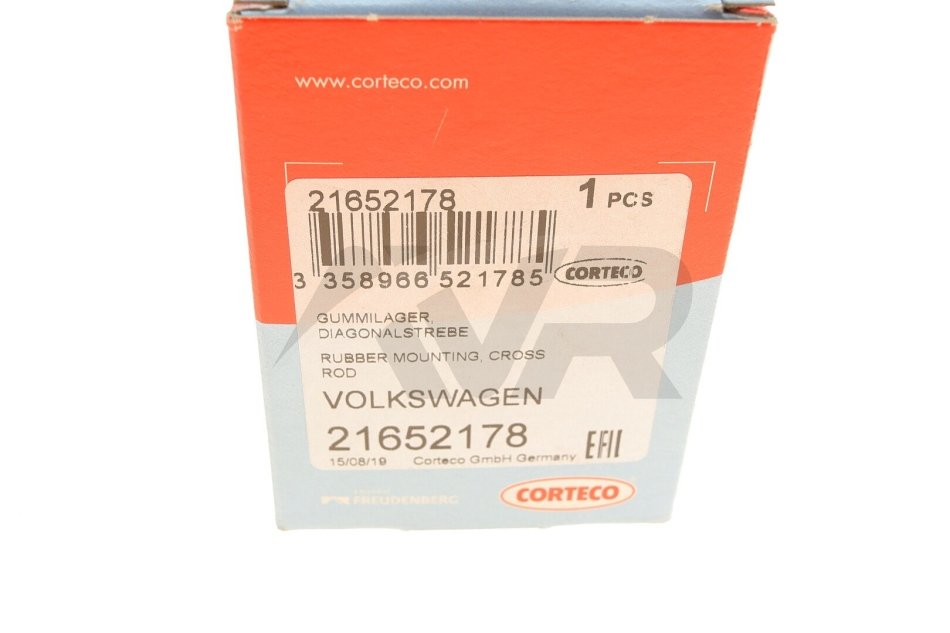 www.corteco.com
21652178 1 PCS
3 358966 521785 CORTECO
GUMMILAGER,
DIAGONALSTREBE
RUBBER MOUNTING, CROSS
ROD
VOLKSWAGEN
21652178
15/08/19 Corteco GmbH Germany
FREUDENBERG
CORTECO
VR